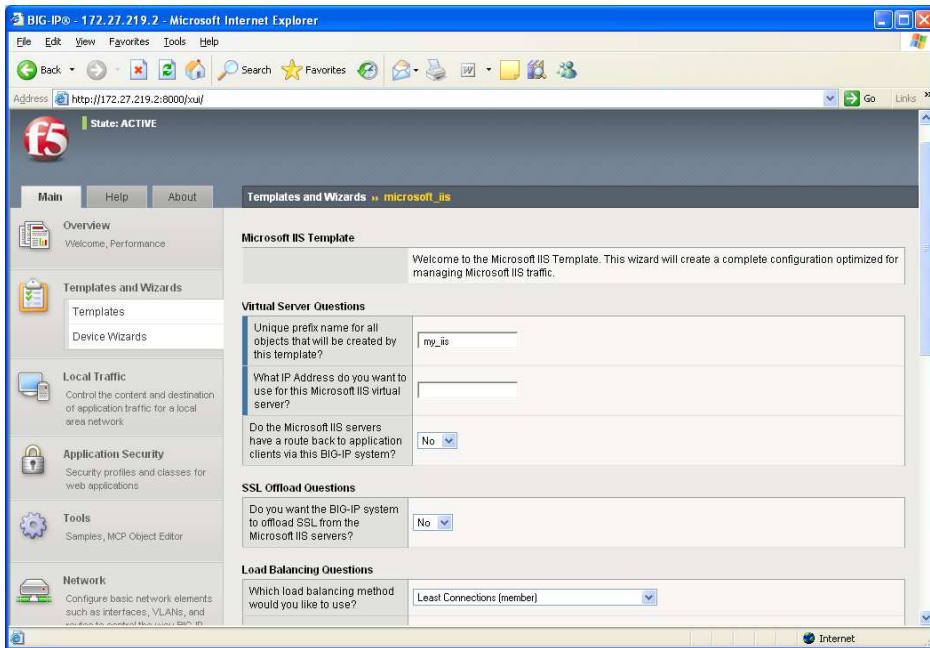 BIG-IP® - 172.27.219.2 - Microsoft Internet Explorer
File Edit View Favorites Tools Help
Back Search Favorites
Address http://172.27.219.2:8000/xui/ Go Links »
f5 State: ACTIVE
Main Help About
Templates and Wizards ›› microsoft_iis
Overview
Welcome, Performance
Templates and Wizards
Templates
Device Wizards
Local Traffic
Control the content and destination
of application traffic for a local
area network
Application Security
Security profiles and classes for
web applications
Tools
Samples, MCP Object Editor
Network
Configure basic network elements
such as interfaces, VLANs, and
routes to control the way BIG-IP
Microsoft IIS Template
Welcome to the Microsoft IIS Template. This wizard will create a complete configuration optimized for
managing Microsoft IIS traffic.
Virtual Server Questions
Unique prefix name for all
objects that will be created by
this template?
my_iis
What IP Address do you want to
use for this Microsoft IIS virtual
server?
Do the Microsoft IIS servers
have a route back to application
clients via this BIG-IP system?
No
SSL Offload Questions
Do you want the BIG-IP system
to offload SSL from the
Microsoft IIS servers?
No
Load Balancing Questions
Which load balancing method
would you like to use?
Least Connections (member)
Internet